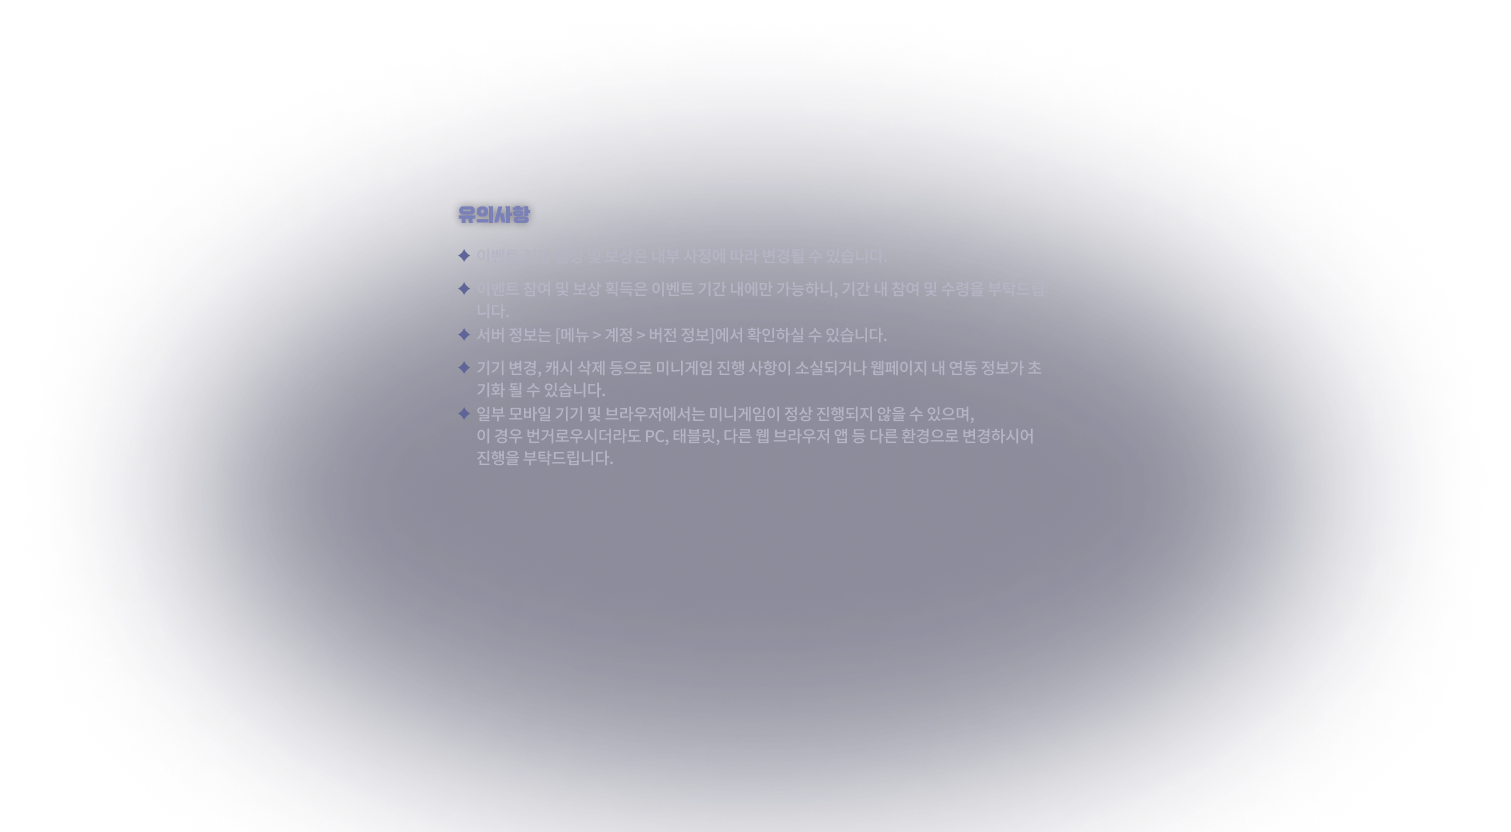 유의사항
이벤트 및 보상은 내부 사정에 따라 변경될 수 있습니다.
이벤트 참여 및 보상 획득은 이벤트 기간 내에만 가능하니, 기간 내 참여 및 수령을 부탁드립
니다.
서버 정보는 [메뉴 > 계정 > 버전 정보]에서 확인하실 수 있습니다.
기기 변경, 캐시 삭제 등으로 미니게임 진행 사항이 소실되거나 웹페이지 내 연동 정보가 초
기화 될 수 있습니다.
일부 모바일 기기 및 브라우저에서는 미니게임이 정상 진행되지 않을 수 있으며,
이 경우 번거로우시더라도 PC, 태블릿, 다른 웹 브라우저 앱 등 다른 환경으로 변경하시어
진행을 부탁드립니다.